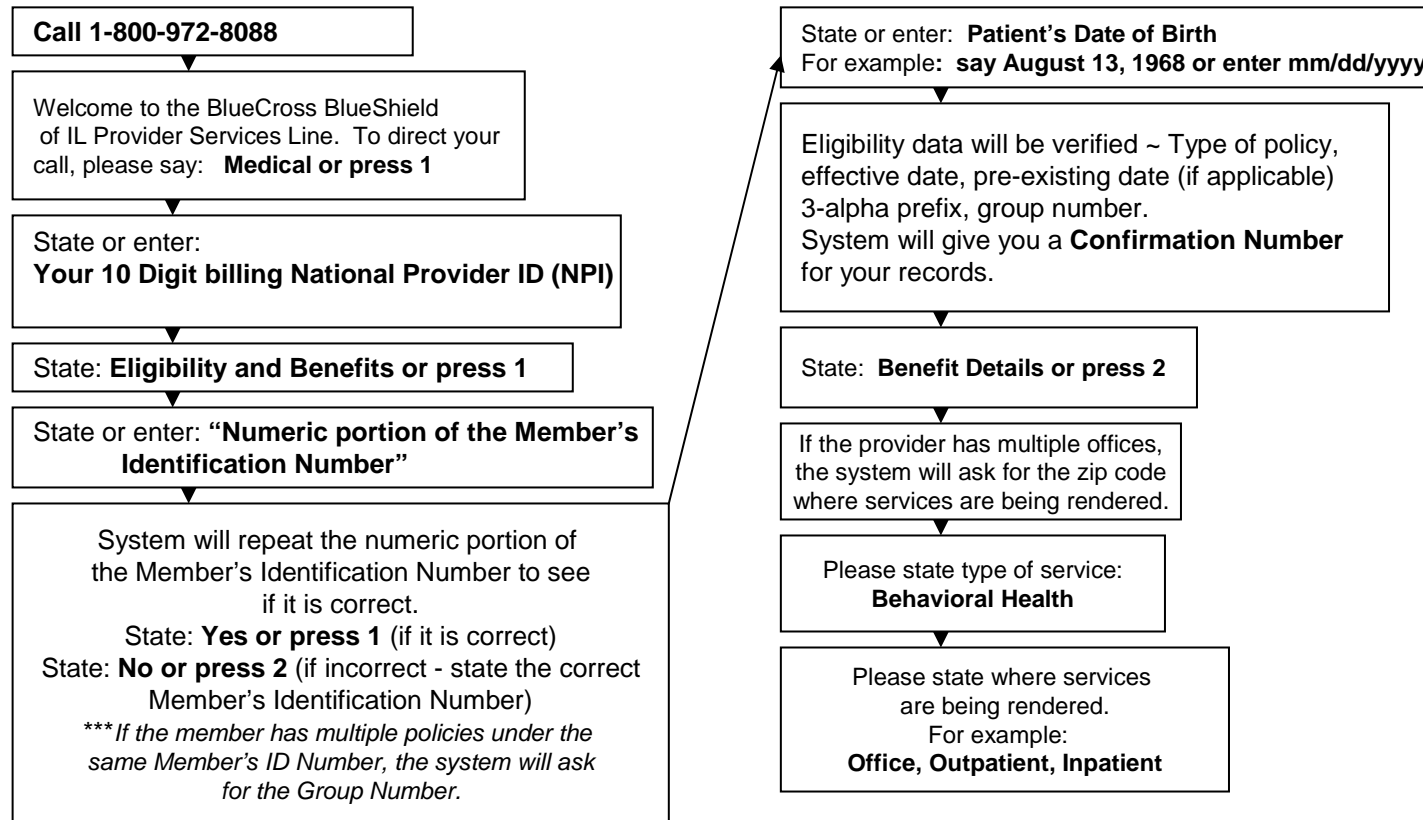 Call 1-800-972-8088
Welcome to the BlueCross BlueShield
of IL Provider Services Line. To direct your
call, please say: Medical or press 1
State or enter:
Your 10 Digit billing National Provider ID (NPI)
State: Eligibility and Benefits or press 1
State or enter: “Numeric portion of the Member’s
Identification Number”
System will repeat the numeric portion of
the Member’s Identification Number to see
if it is correct.
State: Yes or press 1 (if it is correct)
State: No or press 2 (if incorrect - state the correct
Member’s Identification Number)
***If the member has multiple policies under the
same Member’s ID Number, the system will ask
for the Group Number.
State or enter: Patient’s Date of Birth
For example: say August 13, 1968 or enter mm/dd/yyyy
Eligibility data will be verified ~ Type of policy,
effective date, pre-existing date (if applicable)
3-alpha prefix, group number.
System will give you a Confirmation Number
for your records.
State: Benefit Details or press 2
If the provider has multiple offices,
the system will ask for the zip code
where services are being rendered.
Please state type of service:
Behavioral Health
Please state where services
are being rendered.
For example:
Office, Outpatient, Inpatient